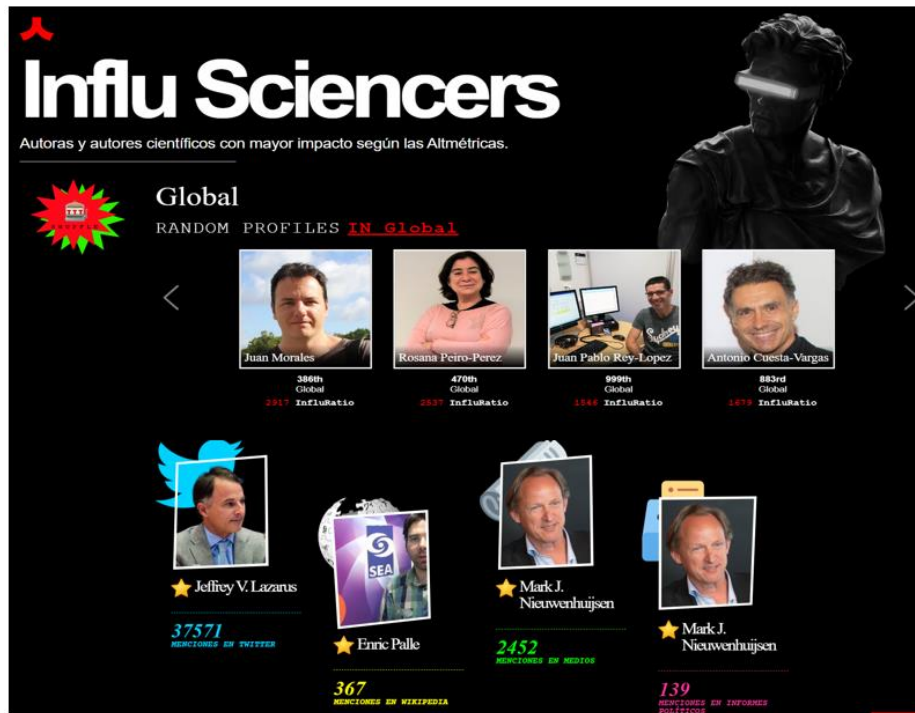 Influ Sciencers
Autoras y autores científicos con mayor impacto según las Altmétricas.
Global
RANDOM PROFILES IN Global
Juan Morales
Rosana Peiro-Perez
Juan Pablo Rey-Lopez
Antonio Cuesta-Vargas
386th
470th
999th
883rd
Global
Global
Global
Global
2917 InfluRatio
2537 InfluRatio
InfluRatio
1679 InfluRatio
SEA
Jeffrey V. Lazarus
37571
MENCIONES EN TWITTER
Enric Palle
367
MENCIONES EN WIKIPEDIA
Mark J.
Nieuwenhuijsen
2452
MENCIONES EN MEDIOS
Mark J.
Nieuwenhuijsen
139
MENCIONES EN INFORMES
POLÍTICOS